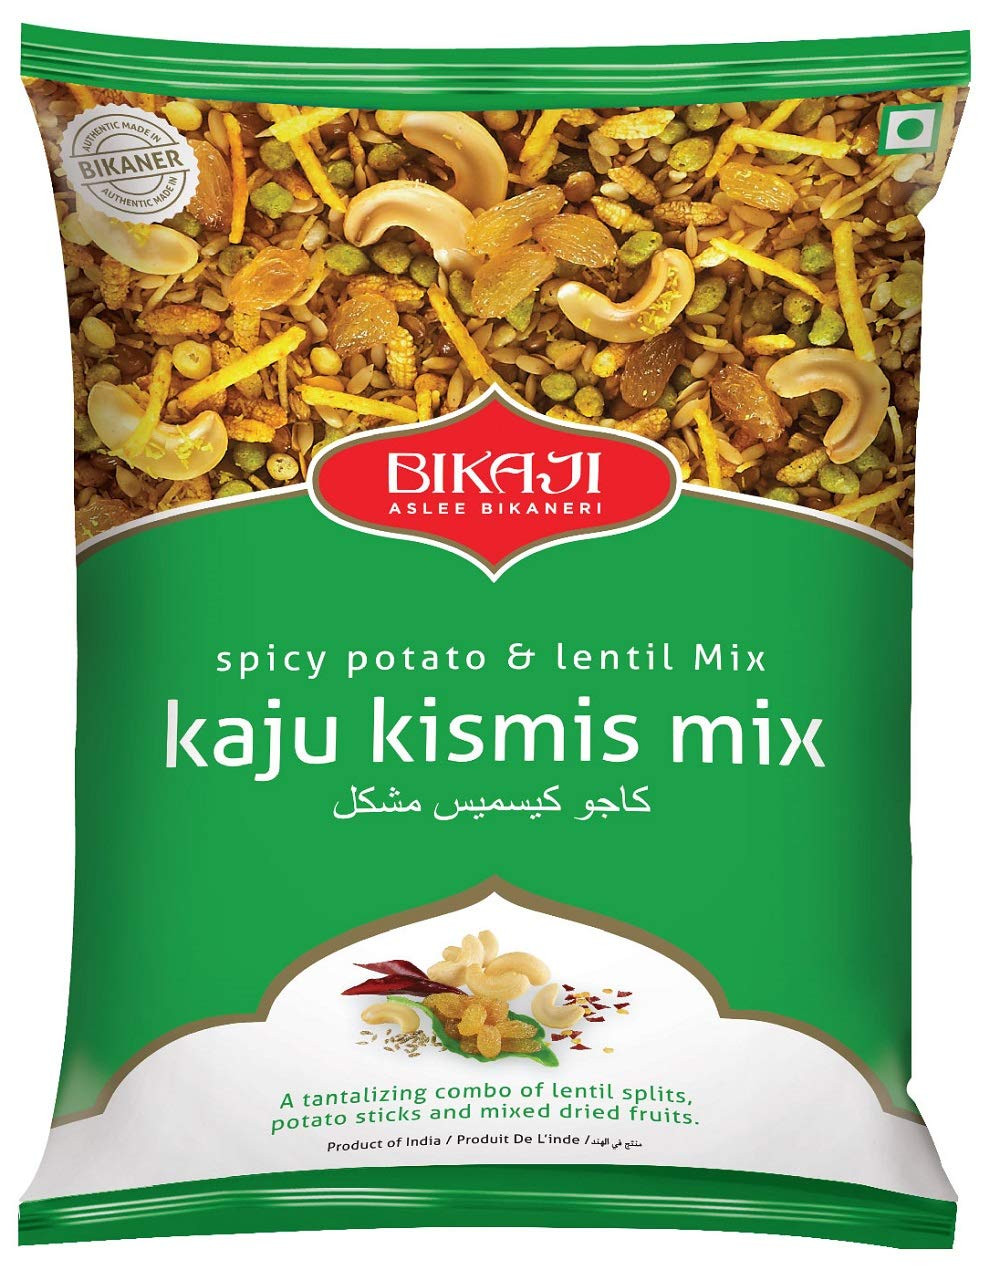 AUTHENTIC MADE IN
BIKANER
AUTHENTIC MADE IN
BIKAJI
ASLEE BIKANERI
spicy potato & lentil Mix
kaju kismis mix
كاجو كيسميس مشكل
A tantalizing combo of lentil splits,
potato sticks and mixed dried fruits.
Product of India / Produit De L'inde / منتج في الهند